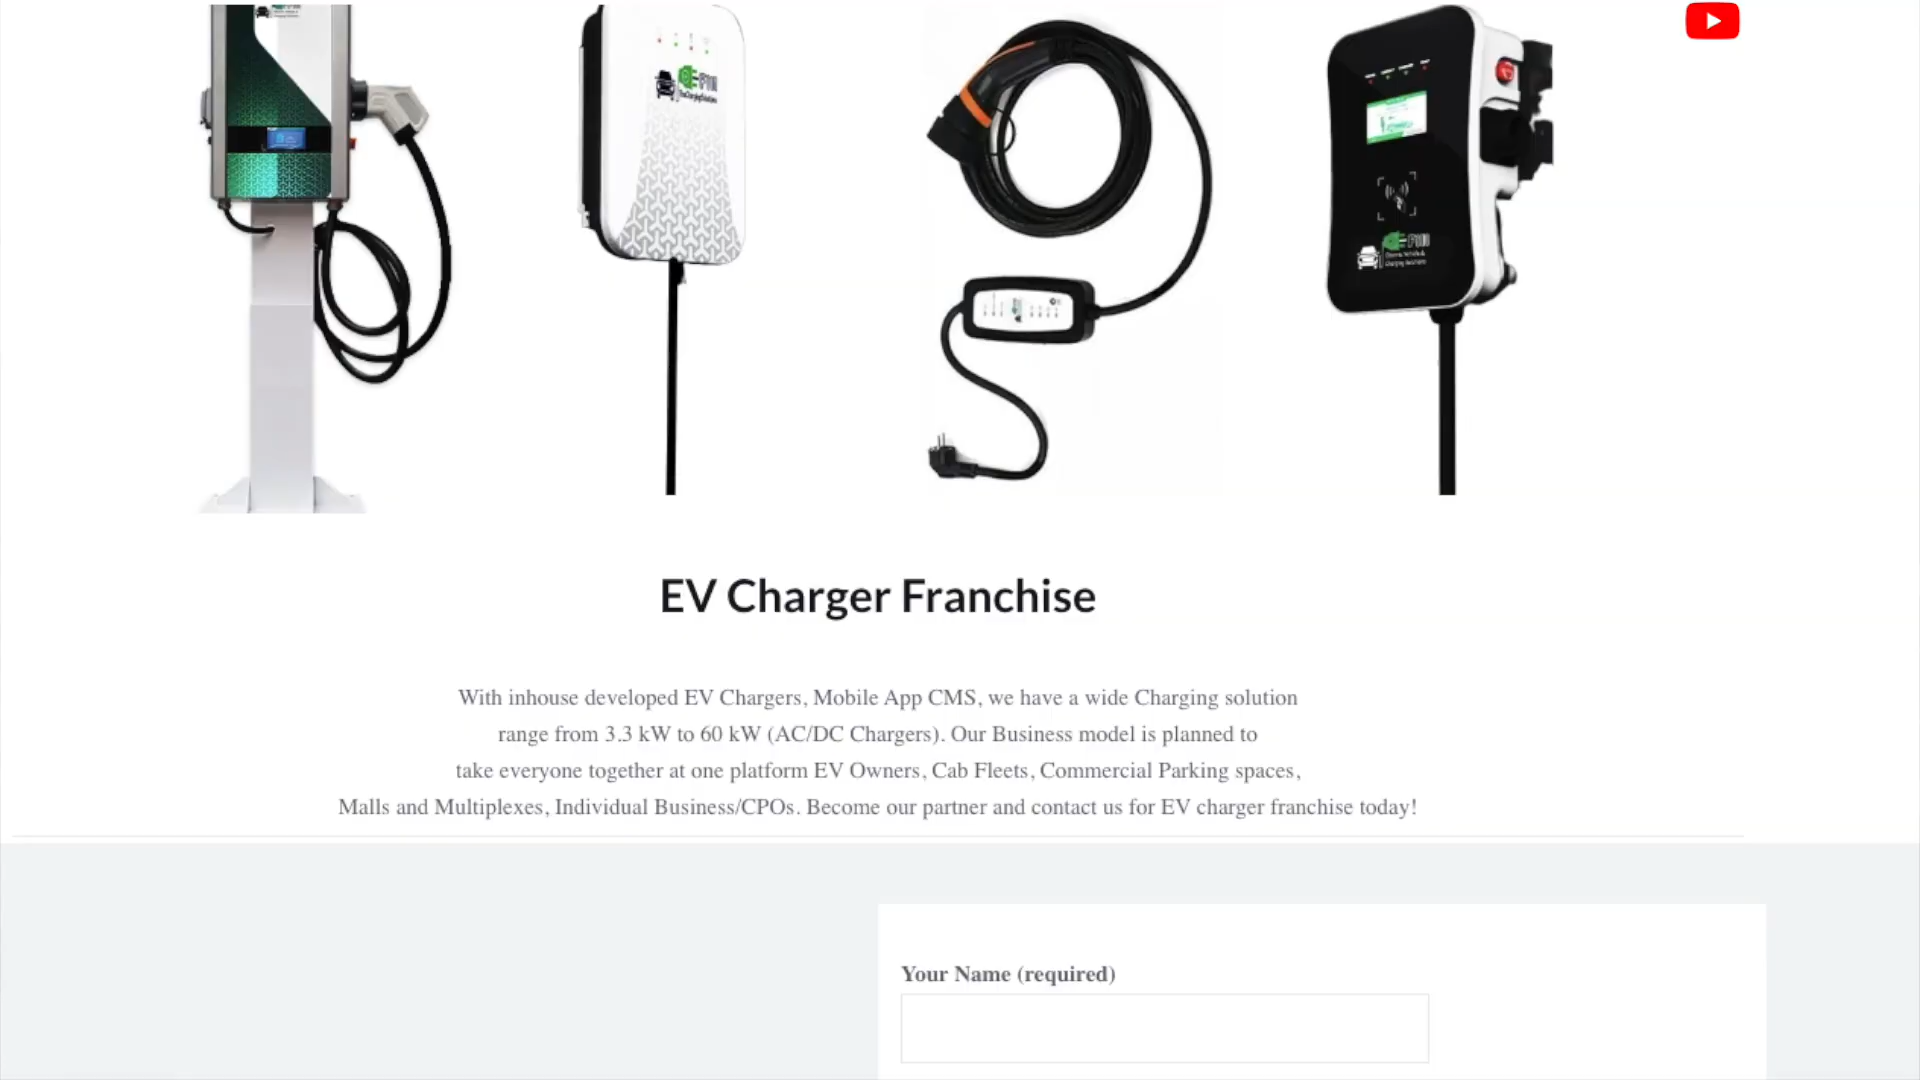 EV Charger Franchise
With inhouse developed EV Chargers, Mobile App CMS, we have a wide Charging solution
range from 3.3 kW to 60 kW (AC/DC Chargers). Our Business model is planned to
take everyone together at one platform EV Owners, Cab Fleets, Commercial Parking spaces,
Malls and Multiplexes, Individual Business/CPOs. Become our partner and contact us for EV charger franchise today!
Your Name (required)